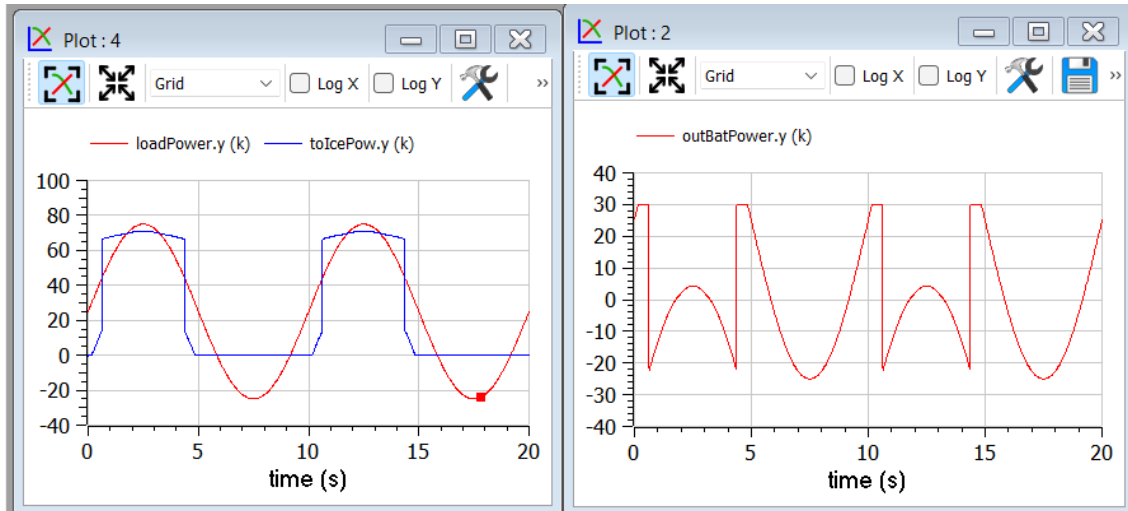 Plot : 4
Grid Log X Log Y »
loadPower.y (k) toIcePow.y (k)
100
80
60
40
20
0
-20
-40
0 5 10 15 20
time (s)
Plot : 2
Grid Log X Log Y »
outBatPower.y (k)
40
30
20
10
0
-10
-20
-30
-40
0 5 10 15 20
time (s)